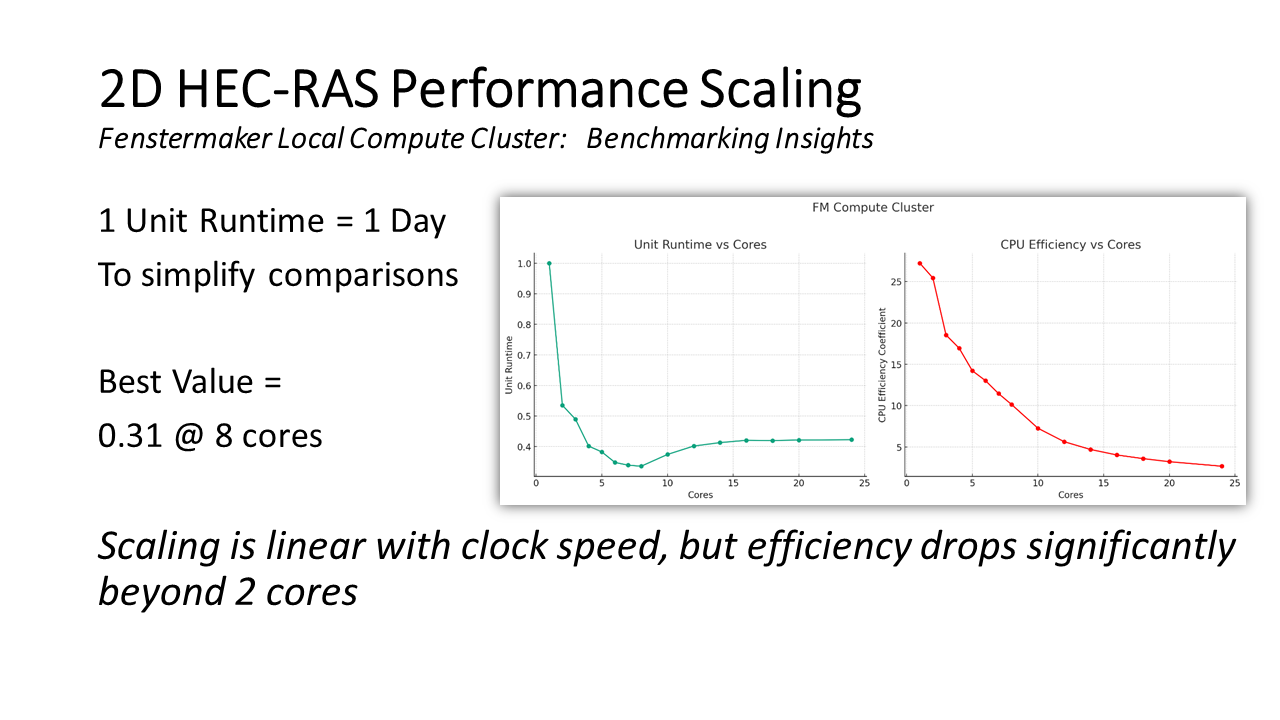 2D HEC-RAS Performance Scaling
Fenstermaker Local Compute Cluster: Benchmarking Insights
1 Unit Runtime = 1 Day
To simplify comparisons
Best Value =
0.31 @ 8 cores
FM Compute Cluster
Unit Runtime vs Cores
Unit Runtime
1.0
0.9
0.8
0.7
0.6
0.5
0.4
0
5
10
15
20
25
Cores
CPU Efficiency vs Cores
CPU Efficiency Coefficient
25
20
15
10
5
0
5
10
15
20
25
Cores
Scaling is linear with clock speed, but efficiency drops significantly
beyond 2 cores